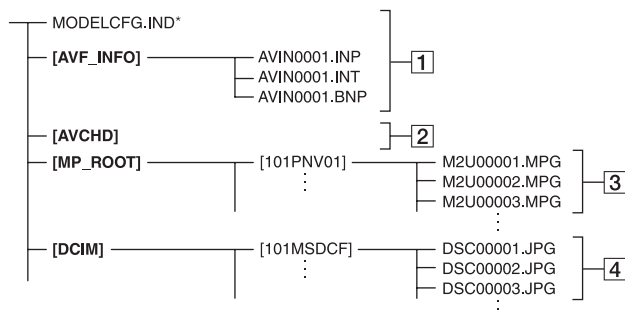 MODELCFG.IND*
[AVF_INFO] AVIN0001.INP
AVIN0001.INT
AVIN0001.BNP
1
[AVCHD] 2
[MP_ROOT] [101PNV01] M2U00001.MPG
M2U00002.MPG
M2U00003.MPG
3
[DCIM] [101MSDCF] DSC00001.JPG
DSC00002.JPG
DSC00003.JPG
4